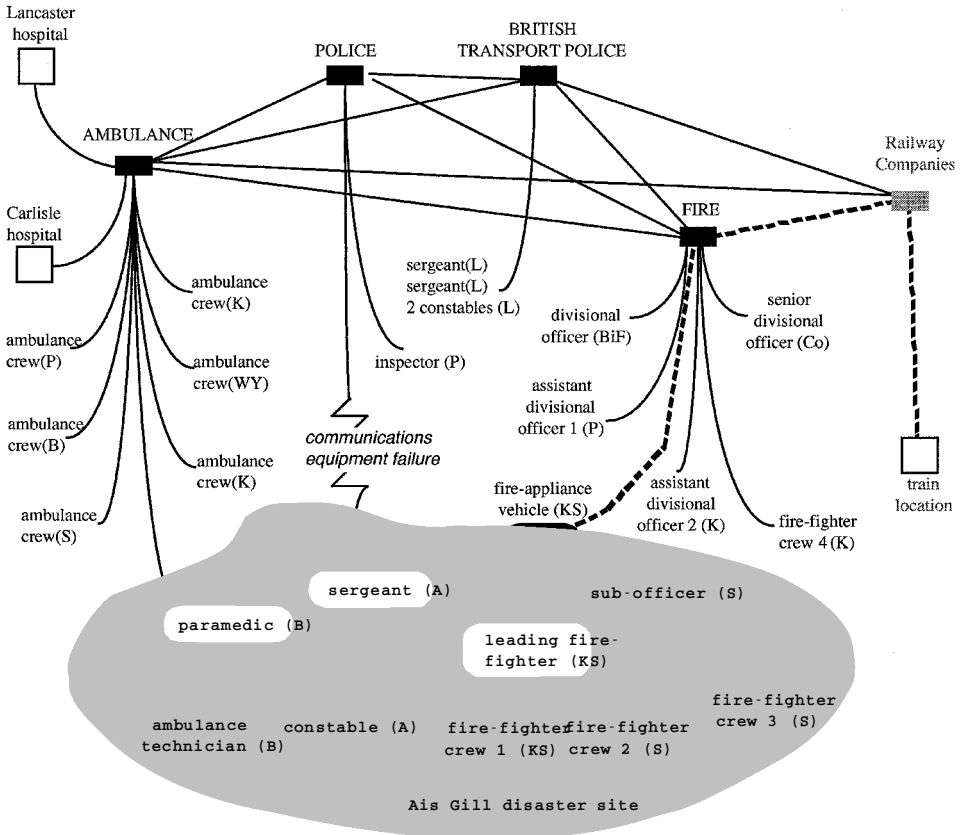 Lancaster
hospital
POLICE
BRITISH
TRANSPORT POLICE
AMBULANCE
Railway
Companies
Carlisle
hospital
FIRE
ambulance
crew(K)
sergeant(L)
sergeant(L)
2 constables (L)
divisional
officer (BiF)
senior
divisional
officer (Co)
ambulance
crew(P)
ambulance
crew(WY)
inspector (P)
assistant
divisional
officer 1 (P)
ambulance
crew(B)
communications
equipment failure
ambulance
crew(K)
fire-appliance
vehicle (KS)
assistant
divisional
officer 2 (K)
train
location
ambulance
crew(S)
fire-fighter
crew 4 (K)
sergeant (A)
sub-officer (S)
paramedic (B)
leading fire-
fighter (KS)
fire-fighter
crew 3 (S)
ambulance
technician (B)
constable (A)
fire-fighter
crew 1 (KS)
fire-fighter
crew 2 (S)
Ais Gill disaster site